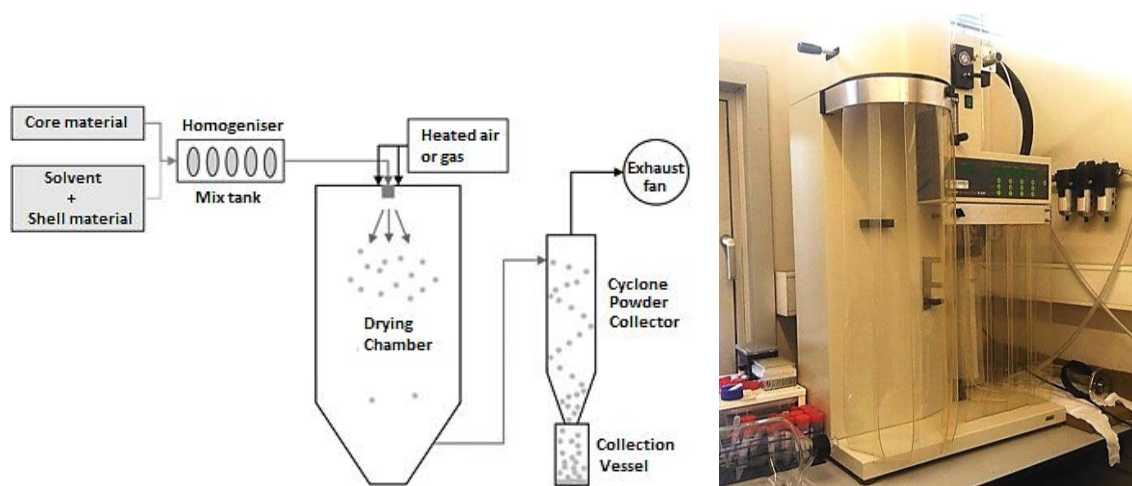 Core material
Solvent
+
Shell material
Homogeniser
Mix tank
Heated air
or gas
Drying
Chamber
Exhaust
fan
Cyclone
Powder
Collector
Collection
Vessel